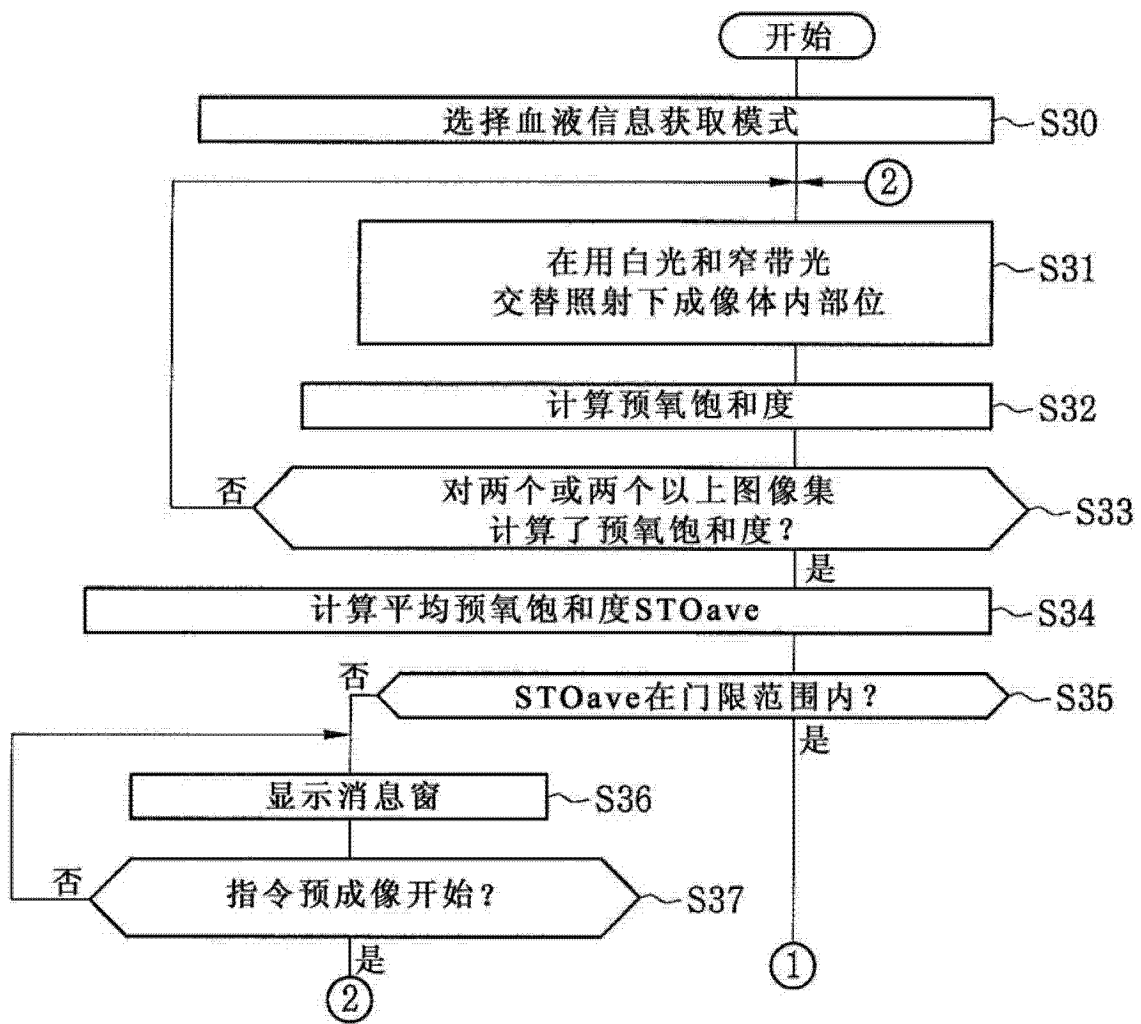 开始
选择血液信息获取模式
S30
②
在用白光和窄带光
交替照射下成像体内部位
S31
计算预氧饱和度
S32
否
对两个或两个以上图像集
计算了预氧饱和度？
S33
是
计算平均预氧饱和度STOave
S34
否
STOave在门限范围内？
S35
是
显示消息窗
S36
否
指令预成像开始？
S37
是
②
①